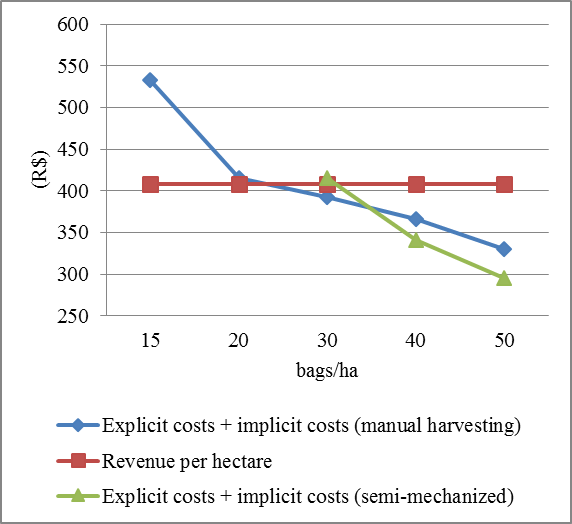 600
550
500
450
400
350
300
250
(R$)
15 20 30 40 50
bags/ha
Explicit costs + implicit costs (manual harvesting)
Revenue per hectare
Explicit costs + implicit costs (semi-mechanized)